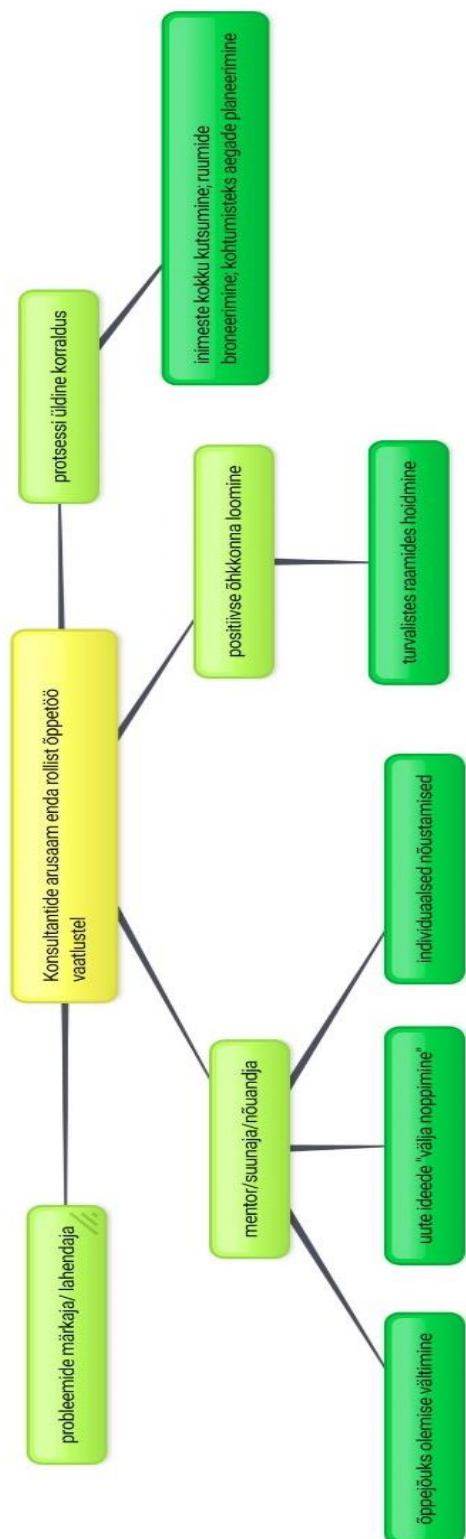 Konsultantide arusaam enda rollist õppetöö
vaatlustel
probleemide märkaja/ lahendaja
mentor/suunaja/nõuandja
positiivse õhkkonna loomine
protsessi üldine korraldus
õppejõuks olemise vältimine
uute ideede "välja noppimine"
individuaalsed nõustamised
turvalistes raamides hoidmine
inimeste kokku kutsumine; ruumide
broneerimine; kohtumisteks aegade planeerimine